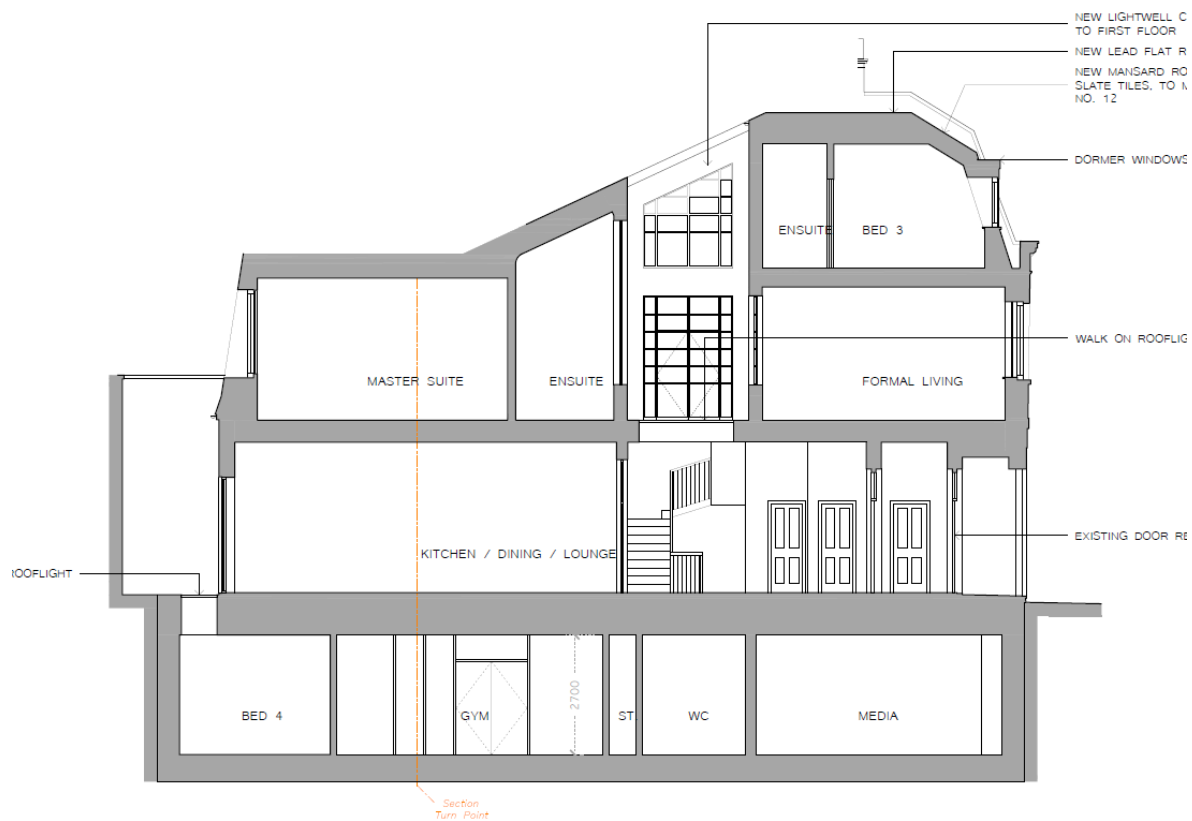 NEW LIGHTWELL C
TO FIRST FLOOR
NEW LEAD FLAT R
NEW MANSARD RO
SLATE TILES, TO M
NO. 12
DORMER WINDOWS
ENSUITE
BED 3
WALK ON ROOFLIG
MASTER SUITE
ENSUITE
FORMAL LIVING
EXISTING DOOR RE
KITCHEN / DINING / LOUNGE
ROOFLIGHT
2700
BED 4
GYM
ST.
WC
MEDIA
Section
Turn Point